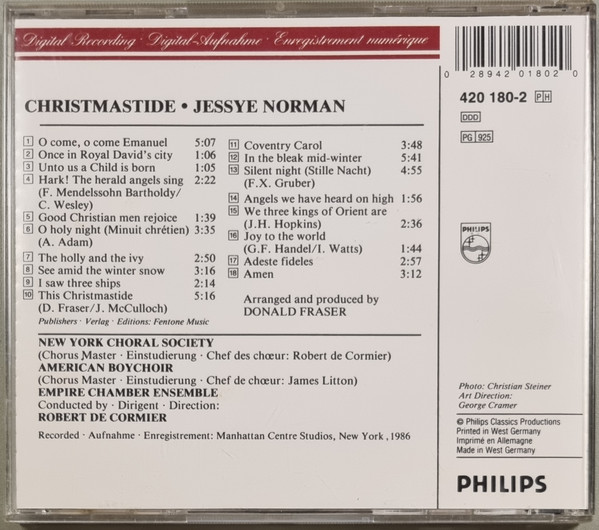 Digital Recording · Digital-Aufnahme · Enregistrement numérique
0 28942 01802 0
420 180-2 PH
DDD
PG 925
CHRISTMASTIDE • JESSYE NORMAN
1 O come, o come Emanuel 5:07
2 Once in Royal David's city 1:06
3 Unto us a Child is born 1:05
4 Hark! The herald angels sing 2:22
(F. Mendelssohn Bartholdy/
C. Wesley)
5 Good Christian men rejoice 1:39
6 O holy night (Minuit chrétien) 3:35
(A. Adam)
7 The holly and the ivy 2:50
8 See amid the winter snow 3:16
9 I saw three ships 2:14
10 This Christmastide 5:16
(D. Fraser/J. McCulloch)
Publishers · Verlag · Editions: Fentone Music
11 Coventry Carol 3:48
12 In the bleak mid-winter 5:41
13 Silent night (Stille Nacht) 4:55
(F.X. Gruber)
14 Angels we have heard on high 1:56
15 We three kings of Orient are
(J.H. Hopkins) 2:36
16 Joy to the world
(G.F. Handel/I. Watts) 1:44
17 Adeste fideles 2:57
18 Amen 3:12
Arranged and produced by
DONALD FRASER
NEW YORK CHORAL SOCIETY
(Chorus Master · Einstudierung · Chef des chœur: Robert de Cormier)
AMERICAN BOYCHOIR
(Chorus Master · Einstudierung · Chef de chœur: James Litton)
EMPIRE CHAMBER ENSEMBLE
Conducted by · Dirigent · Direction:
ROBERT DE CORMIER
Recorded · Aufnahme · Enregistrement: Manhattan Centre Studios, New York, 1986
PHILIPS
Photo: Christian Steiner
Art Direction:
George Cramer
© Philips Classics Productions
Printed in West Germany
Imprimé en Allemagne
Made in West Germany
PHILIPS